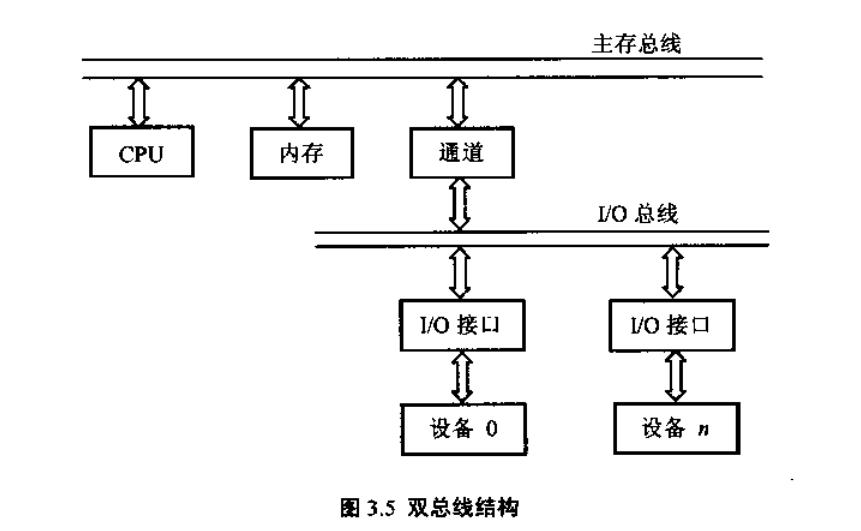 主存总线
CPU
内存
通道
I/O 总线
I/O 接口
I/O 接口
设备 0
设备 n
图 3.5 双总线结构